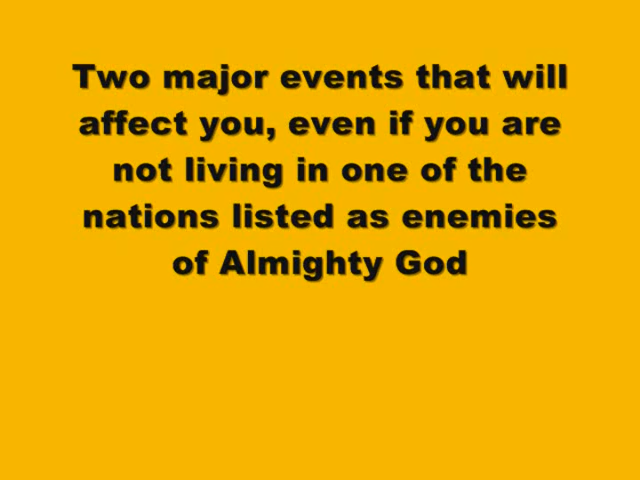 Two major events that will
affect you, even if you are
not living in one of the
nations listed as enemies
of Almighty God